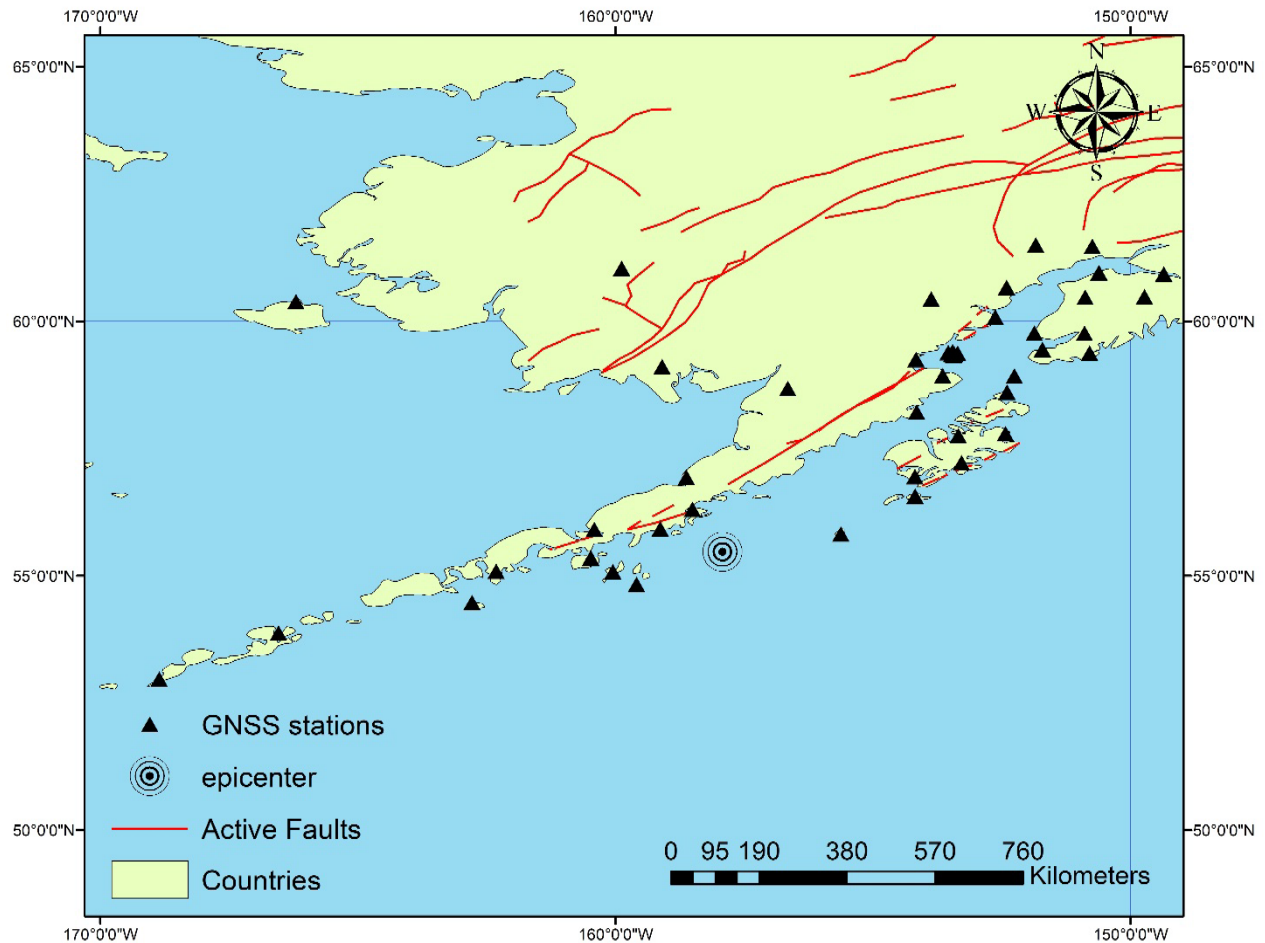 170°0'0"W 160°0'0"W 150°0'0"W
65°0'0"N 65°0'0"N
N
W E
S
60°0'0"N 60°0'0"N
55°0'0"N 55°0'0"N
GNSS stations
epicenter
Active Faults
50°0'0"N 50°0'0"N
0 95 190 380 570 760
Kilometers
Countries
170°0'0"W 160°0'0"W 150°0'0"W